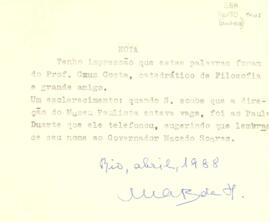 NOTA
Tenho impressão que estas palavras foram
do Prof. Cruz Costa, catedrático de Filosofia
e grande amigo.
Um esclarecimento: quando S. soube que a dire-
ção do Museu Paulista estava vaga, foi ao Paulo
Duarte que ele telefonou, sugerindo que lembras
de seu nome ao Governador Macedo Soares.
Rio, abril, 1988